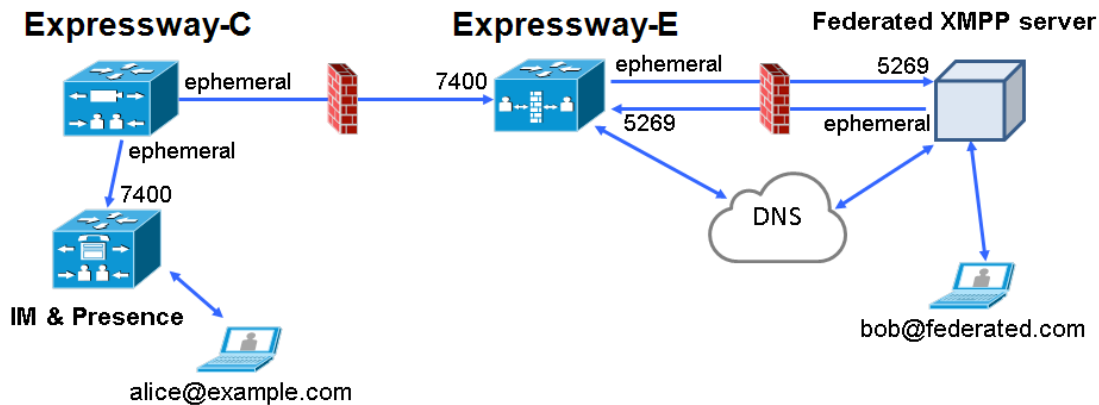 Expressway-C
Expressway-E
Federated XMPP server
ephemeral
7400
ephemeral
5269
5269
ephemeral
ephemeral
7400
DNS
IM & Presence
alice@example.com
bob@federated.com